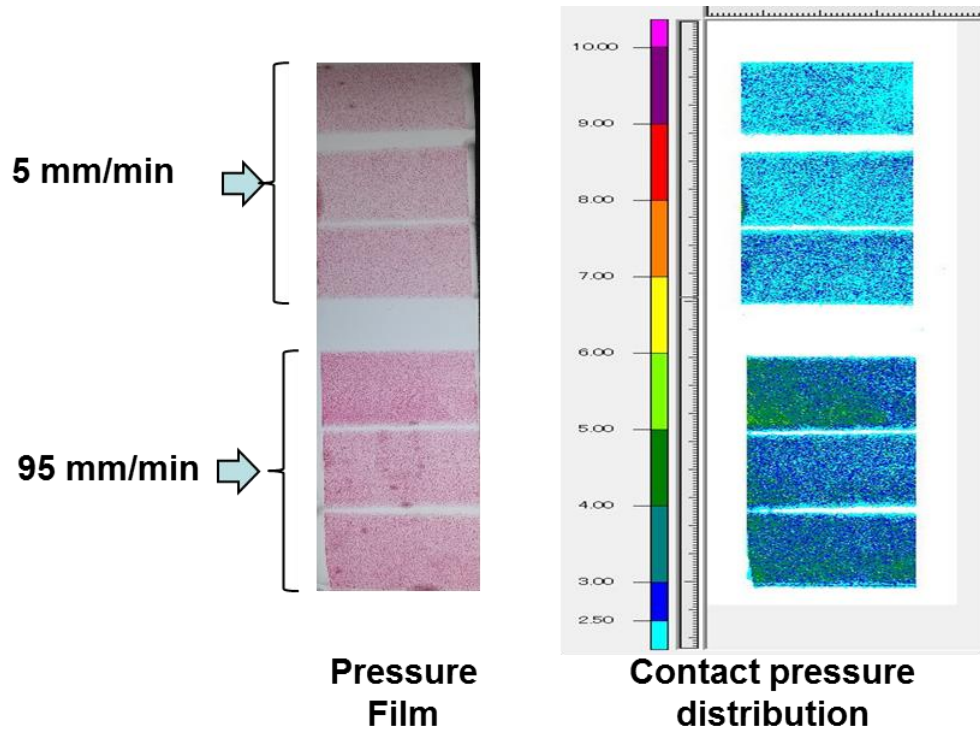 5 mm/min
95 mm/min
10.00
9.00
8.00
7.00
6.00
5.00
4.00
3.00
2.50
Pressure
Film
Contact pressure
distribution